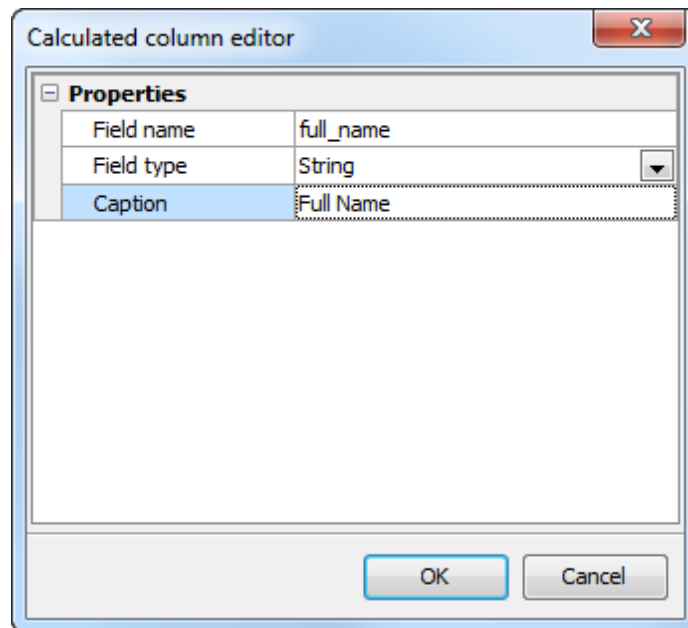 Calculated column editor
Properties
Field name full_name
Field type String
Caption Full Name
OK Cancel